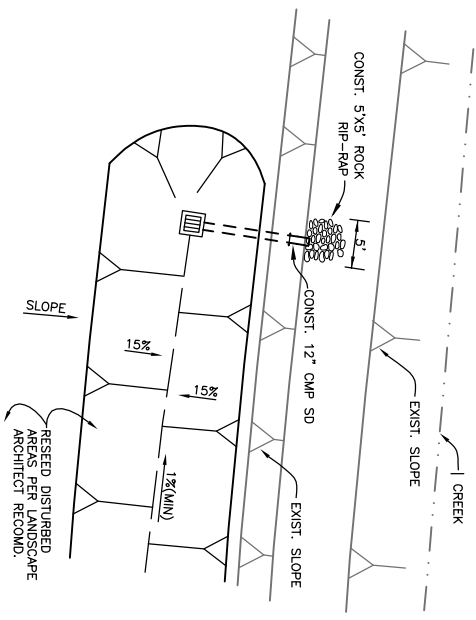 CREEK
EXIST. SLOPE
CONST. 5'X5' ROCK
RIP-RAP
5'
CONST. 12" CMP SD
EXIST. SLOPE
SLOPE
15%
15%
1%(MIN)
RESEED DISTURBED
AREAS PER LANDSCAPE
ARCHITECT RECOMD.